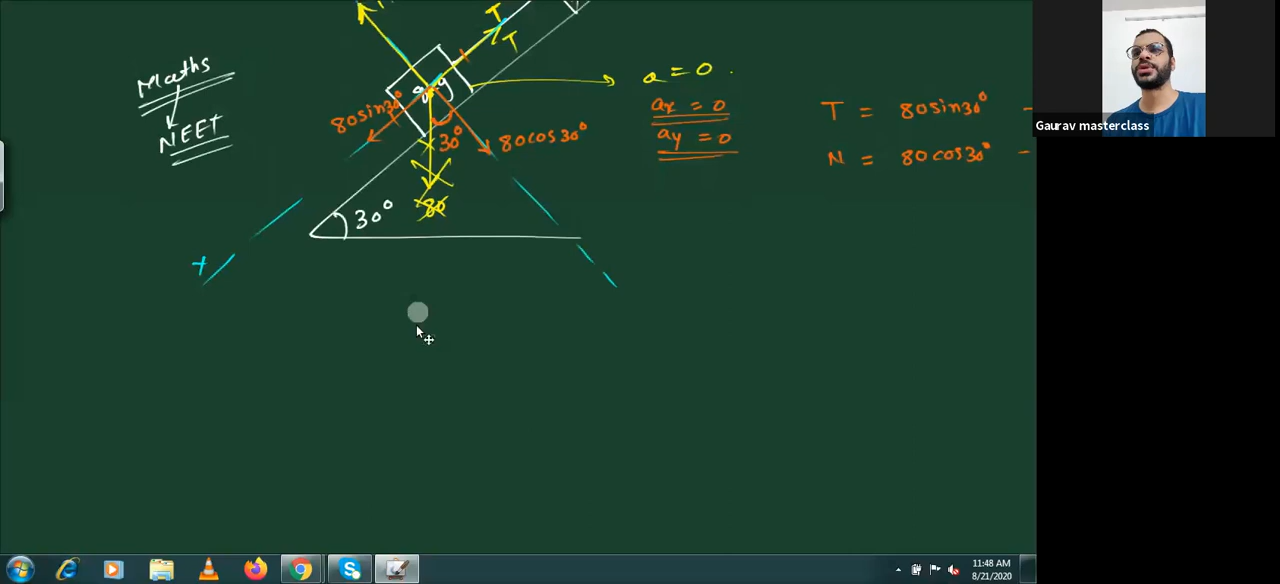 T
T
Maths
NEET
8kg
80sin30°
30°
80cos30°
80
30°
+
a = 0.
ax = 0
ay = 0
T = 80sin30° -
N = 80cos30° -
Gaurav masterclass
11:48 AM
8/21/2020